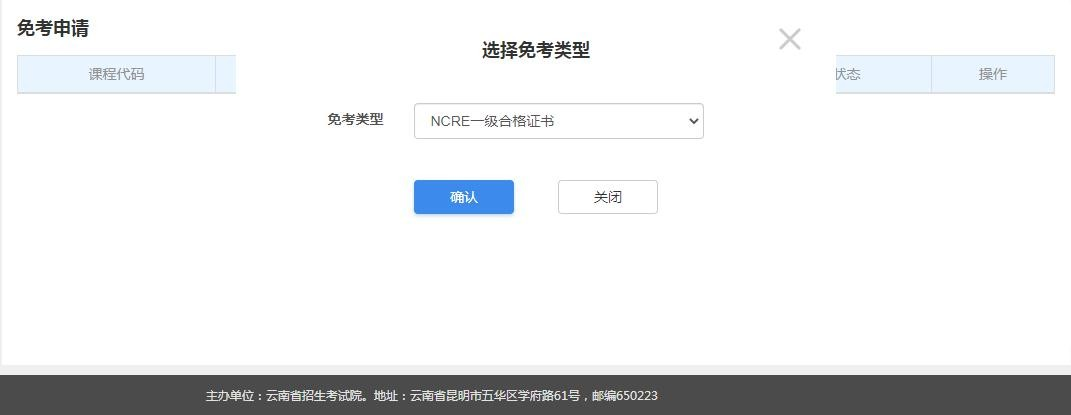 免考申请
选择免考类型
课程代码
状态
操作
免考类型
NCRE一级合格证书
确认
关闭
主办单位：云南省招生考试院。地址：云南省昆明市五华区学府路61号，邮编650223